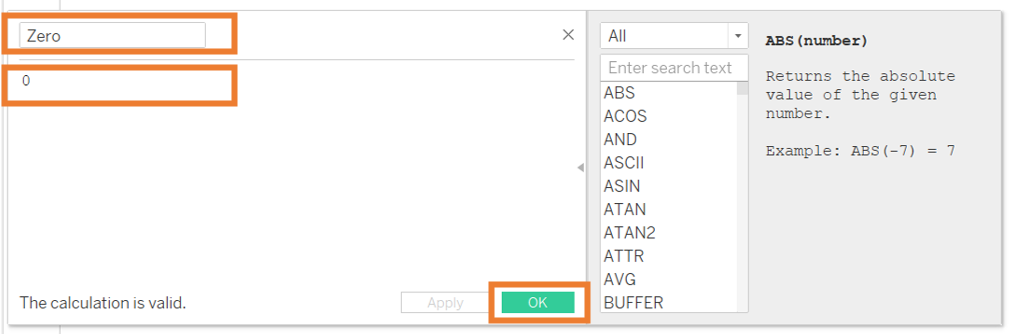 Zero
0
The calculation is valid.
Apply
OK
All
Enter search text
ABS
ACOS
AND
ASCII
ASIN
ATAN
ATAN2
ATTR
AVG
BUFFER
ABS(number)
Returns the absolute
value of the given
number.
Example: ABS(-7) = 7